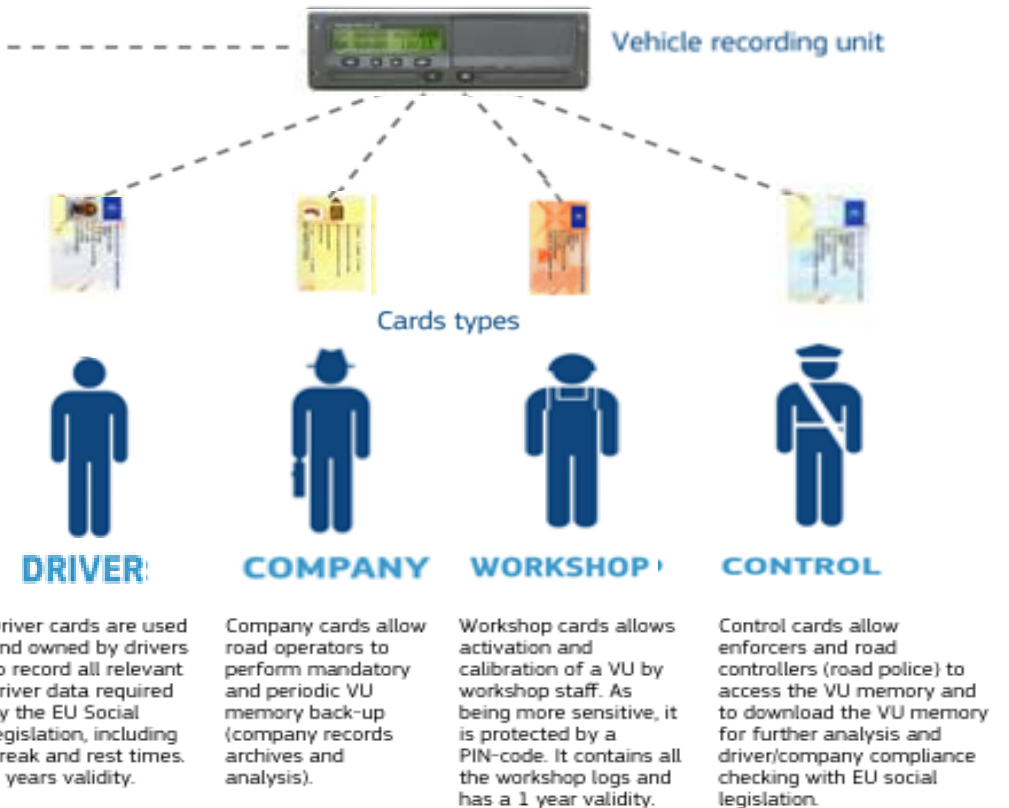 Vehicle recording unit
Cards types
DRIVER
COMPANY
WORKSHOP
CONTROL
river cards are used
nd owned by drivers
o record all relevant
river data required
y the EU Social
egislation, including
reak and rest times.
years validity.
Company cards allow
road operators to
perform mandatory
and periodic VU
memory back-up
(company records
archives and
analysis).
Workshop cards allows
activation and
calibration of a VU by
workshop staff. As
being more sensitive, it
is protected by a
PIN-code. It contains all
the workshop logs and
has a 1 year validity.
Control cards allow
enforcers and road
controllers (road police) to
access the VU memory and
to download the VU memory
for further analysis and
driver/company compliance
checking with EU social
legislation.